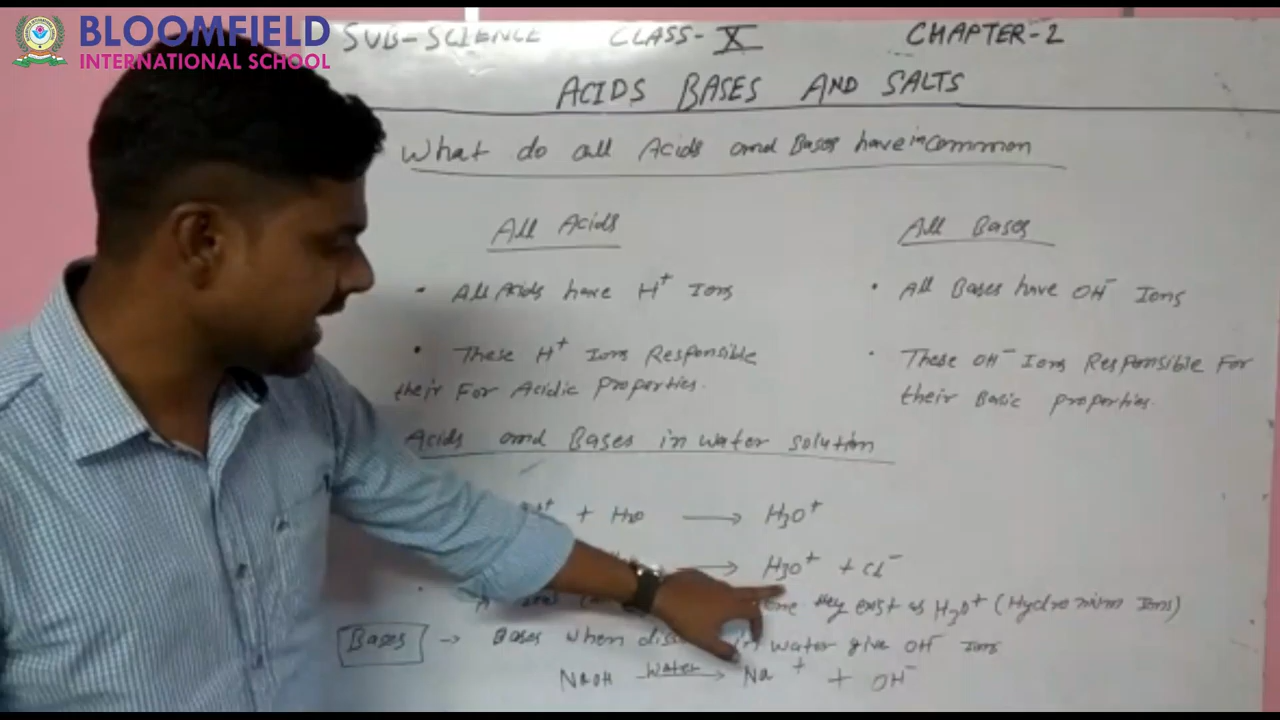 BLOOMFIELD
INTERNATIONAL SCHOOL
SUB-SCIENCE CLASS-X CHAPTER-2
ACIDS BASES AND SALTS
What do all Acids and Bases have in common
All Acids
• All Acids have H⁺ Ions
• These H⁺ Ions Responsible
their For Acidic Properties.
All Bases
• All Bases have OH⁻ Ions
• These OH⁻ Ions Responsible For
their Basic properties.
Acids and Bases in water solution
+ H₂O → H₃O⁺
→ H₃O⁺ + Cl⁻
they exist as H₃O⁺ (Hydronium Ions)
Bases → Bases when in water give OH⁻ Ions
NaOH water → Na⁺ + OH⁻